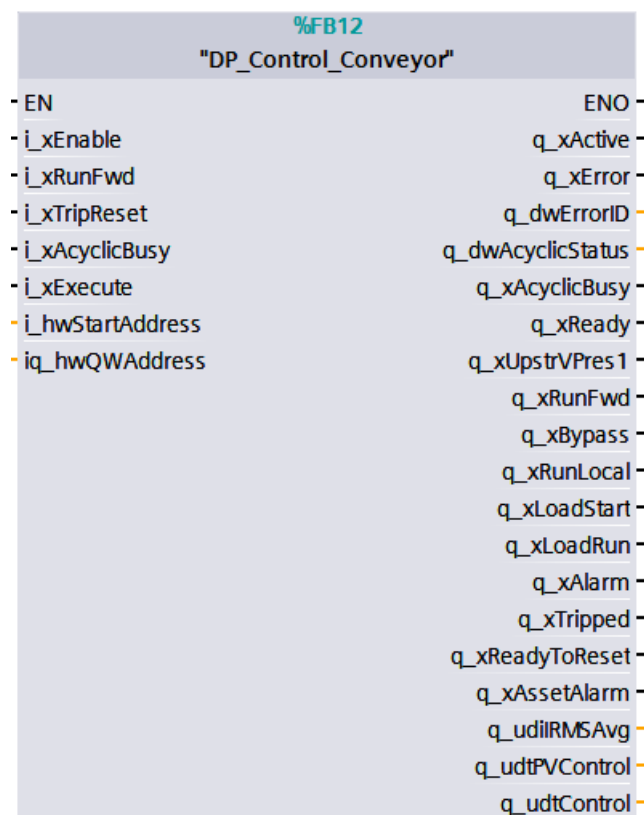 %FB12
"DP_Control_Conveyor"
EN ENO
i_xEnable q_xActive
i_xRunFwd q_xError
i_xTripReset q_dwErrorID
i_xAcyclicBusy q_dwAcyclicStatus
i_xExecute q_xAcyclicBusy
i_hwStartAddress q_xReady
iq_hwQWAddress q_xUpstrVPres1
q_xRunFwd
q_xBypass
q_xRunLocal
q_xLoadStart
q_xLoadRun
q_xAlarm
q_xTripped
q_xReadyToReset
q_xAssetAlarm
q_udiIRMSAvg
q_udtPVControl
q_udtControl